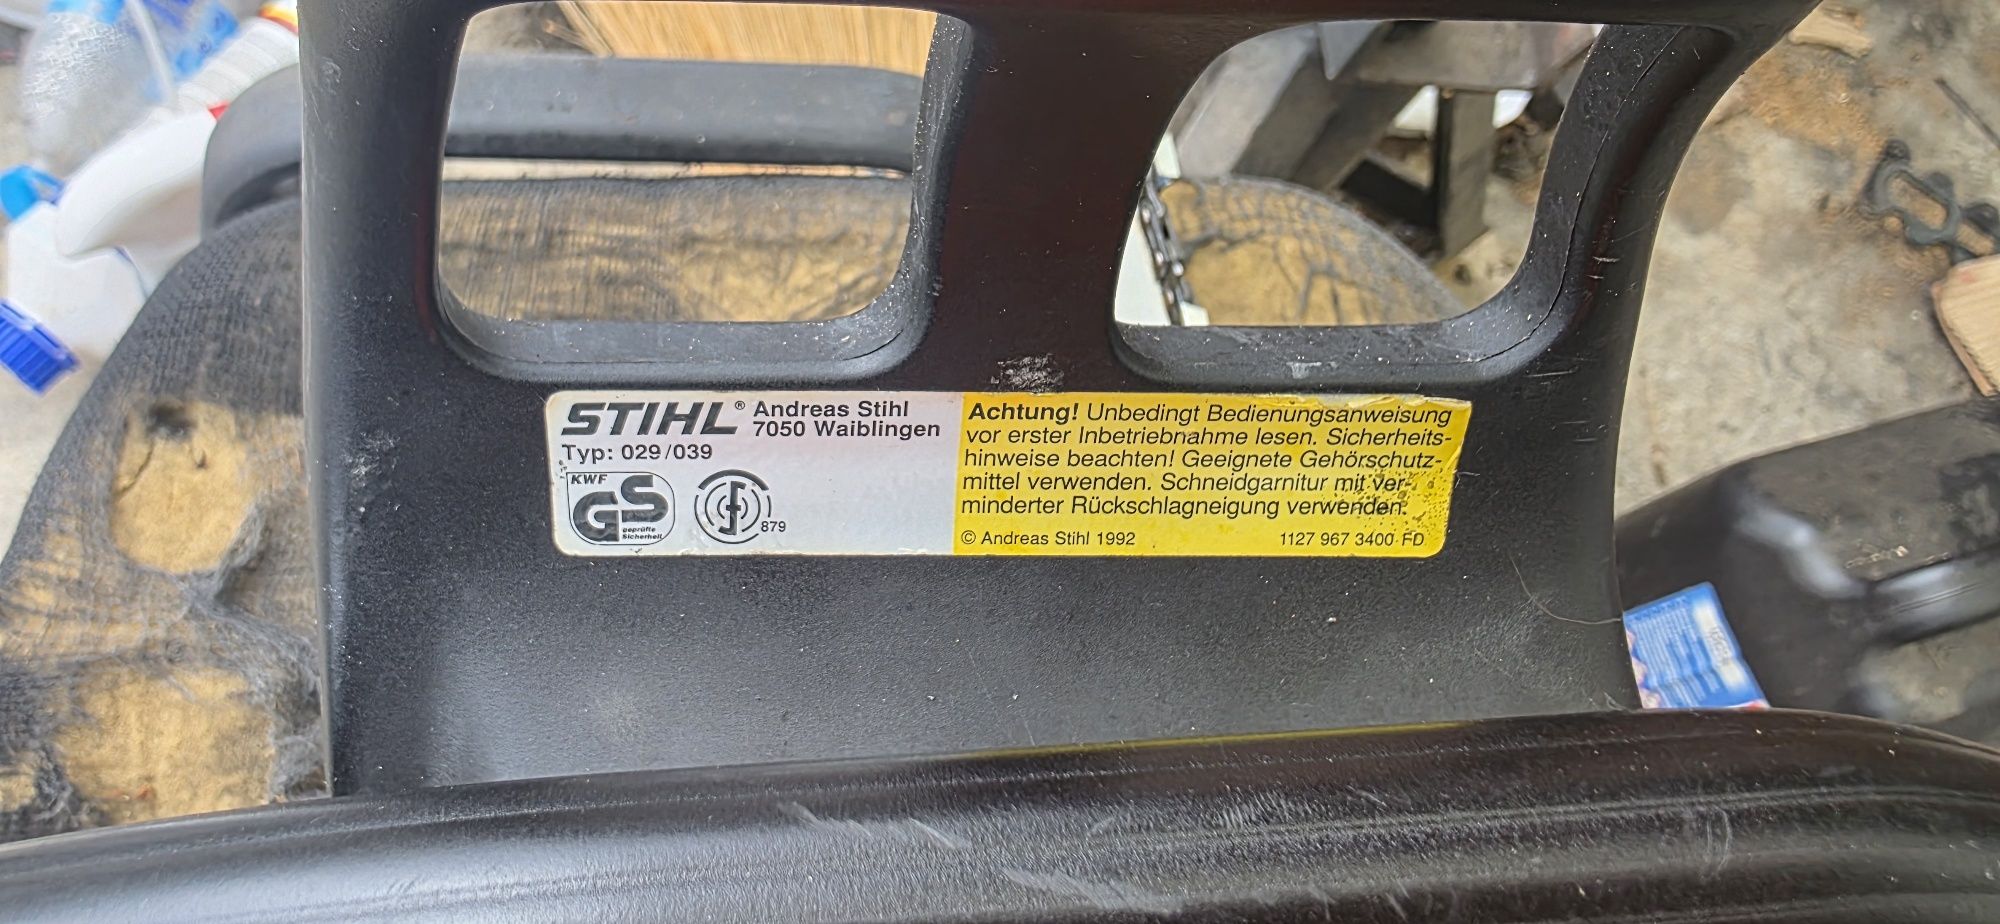 STIHL® Andreas Stihl
7050 Waiblingen
Typ: 029/039
KWF
GS
geprüfte
Sicherheit
879
Achtung! Unbedingt Bedienungsanweisung
vor erster Inbetriebnahme lesen. Sicherheits-
hinweise beachten! Geeignete Gehörschutz-
mittel verwenden. Schneidgarnitur mit ver-
minderter Rückschlagneigung verwenden.
© Andreas Stihl 1992 1127 967 3400 FD